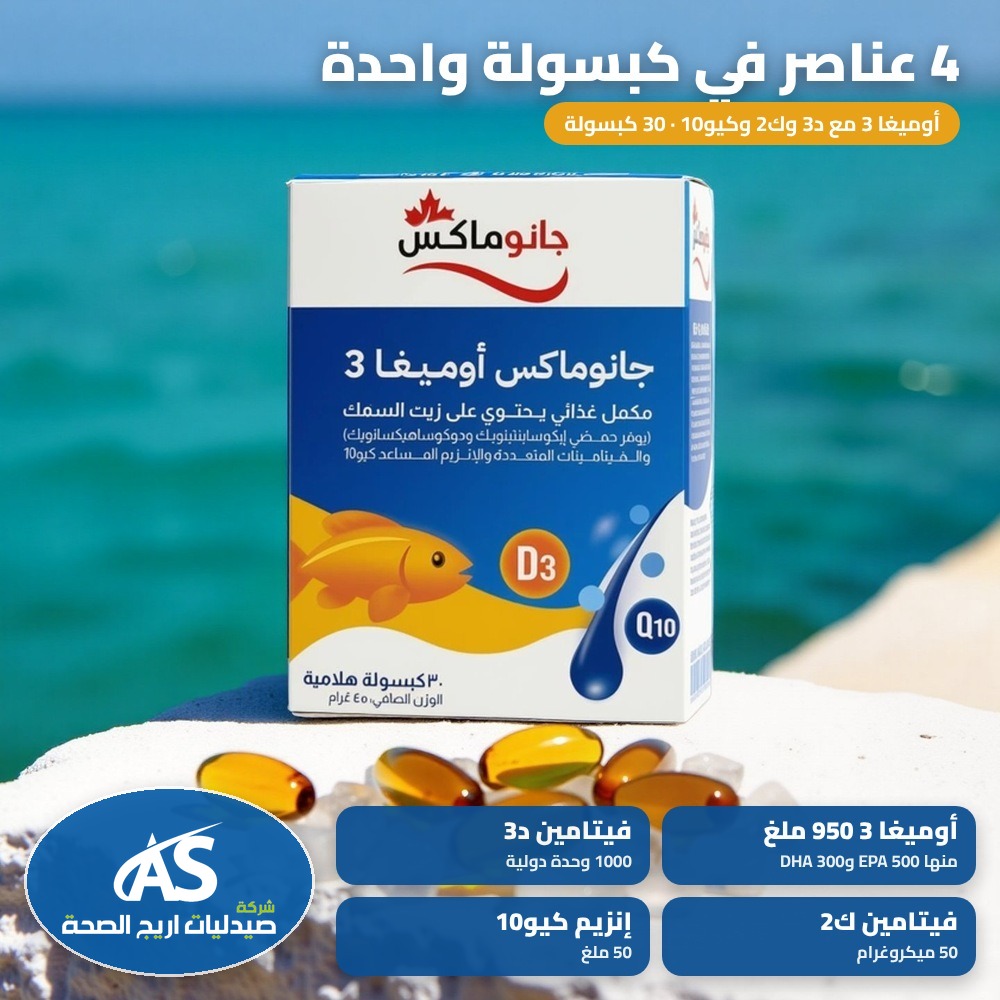 4 عناصر في كبسولة واحدة
أوميغا 3 مع د3 وك2 وكيو10 · 30 كبسولة
جانوماكس
جانوماكس أوميغا 3
مكمل غذائي يحتوي على زيت السمك
(يوفر حمضي إيكوسابنتينويك ودوكوساهيكسانويك)
والفيتامينات المتعددة والإنزيم المساعد كيو10
D3
Q10
٣٠ كبسولة هلامية
الوزن الصافي: ٤٥ غرام
جانوماكس
أوميغا 3 950 ملغ
منها 500 EPA و300 DHA
فيتامين د3
1000 وحدة دولية
فيتامين ك2
50 ميكروغرام
إنزيم كيو10
50 ملغ
AS
شركة
صيدليات اريج الصحة